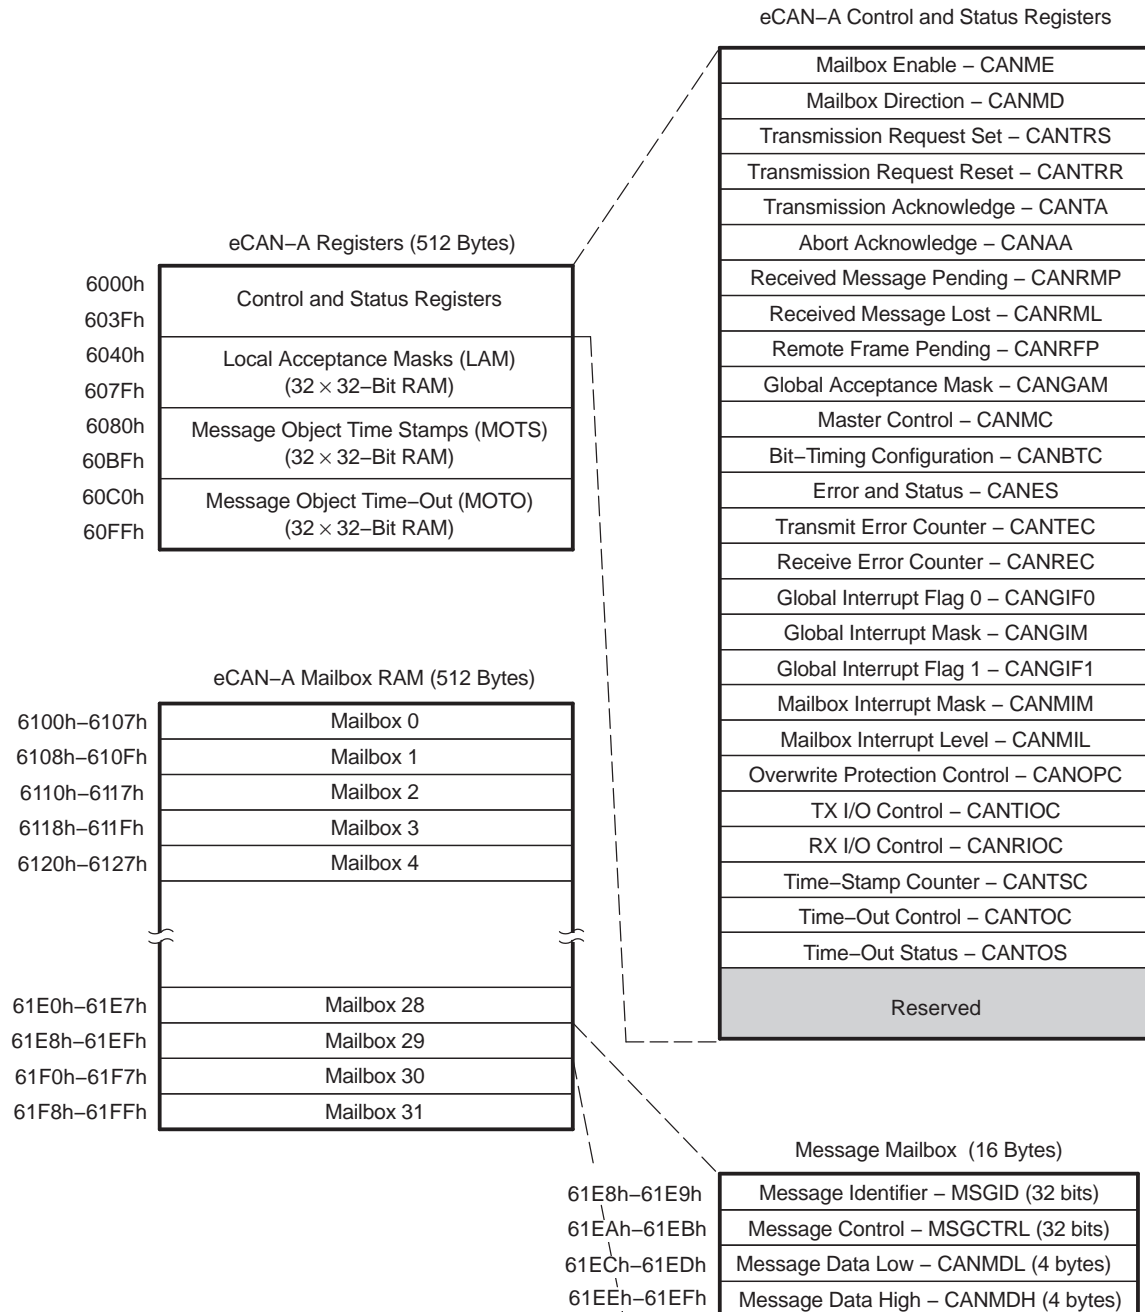 eCAN–A Control and Status Registers
Mailbox Enable – CANME
Mailbox Direction – CANMD
Transmission Request Set – CANTRS
Transmission Request Reset – CANTRR
Transmission Acknowledge – CANTA
Abort Acknowledge – CANAA
Received Message Pending – CANRMP
Received Message Lost – CANRML
Remote Frame Pending – CANRFP
Global Acceptance Mask – CANGAM
Master Control – CANMC
Bit–Timing Configuration – CANBTC
Error and Status – CANES
Transmit Error Counter – CANTEC
Receive Error Counter – CANREC
Global Interrupt Flag 0 – CANGIF0
Global Interrupt Mask – CANGIM
Global Interrupt Flag 1 – CANGIF1
Mailbox Interrupt Mask – CANMIM
Mailbox Interrupt Level – CANMIL
Overwrite Protection Control – CANOPC
TX I/O Control – CANTIOC
RX I/O Control – CANRIOC
Time–Stamp Counter – CANTSC
Time–Out Control – CANTOC
Time–Out Status – CANTOS
Reserved
eCAN–A Registers (512 Bytes)
6000h
Control and Status Registers
603Fh
6040h
Local Acceptance Masks (LAM)
(32 × 32–Bit RAM)
607Fh
6080h
Message Object Time Stamps (MOTS)
(32 × 32–Bit RAM)
60BFh
60C0h
Message Object Time–Out (MOTO)
(32 × 32–Bit RAM)
60FFh
eCAN–A Mailbox RAM (512 Bytes)
6100h–6107h Mailbox 0
6108h–610Fh Mailbox 1
6110h–6117h Mailbox 2
6118h–611Fh Mailbox 3
6120h–6127h Mailbox 4
61E0h–61E7h Mailbox 28
61E8h–61EFh Mailbox 29
61F0h–61F7h Mailbox 30
61F8h–61FFh Mailbox 31
Message Mailbox (16 Bytes)
61E8h–61E9h Message Identifier – MSGID (32 bits)
61EAh–61EBh Message Control – MSGCTRL (32 bits)
61ECh–61EDh Message Data Low – CANMDL (4 bytes)
61EEh–61EFh Message Data High – CANMDH (4 bytes)